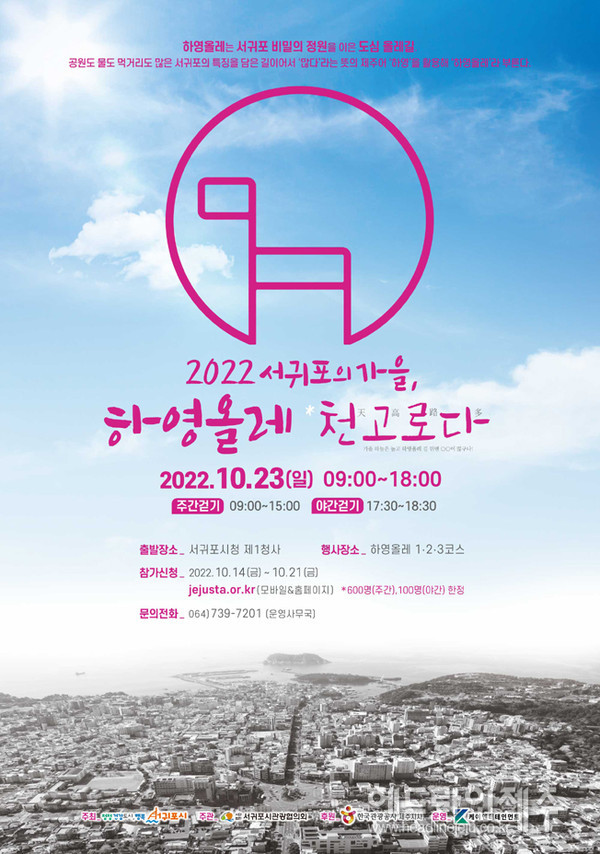 하영올레는 서귀포 비밀의 정원을 이은 도심 올레길
공원도 물도 먹거리도 많은 서귀포의 특징을 담은 길이어서 '많다'라는 뜻의 제주어 '하영'을 활용해 '하영올레'라 부른다.
2022 서귀포의 가을,
하영올레 * 천고로다
天高路多
2022.10.23(일) 09:00~18:00
주간걷기 09:00~15:00 야간걷기 17:30~18:30
출발장소_ 서귀포시청 제1청사 행사장소_ 하영올레 1·2·3코스
참가신청_ 2022. 10.14(금) ~ 10.21(금)
jejusta.or.kr(모바일&홈페이지) *600명(주간),100명(야간) 한정
문의전화_ 064)739-7201 (운영사무국)
주최 서귀포시 주관 서귀포시관광협의회 후원 한국관광공사 제주지사 운영
헤드라인제주
www.headlinejeju.co.kr